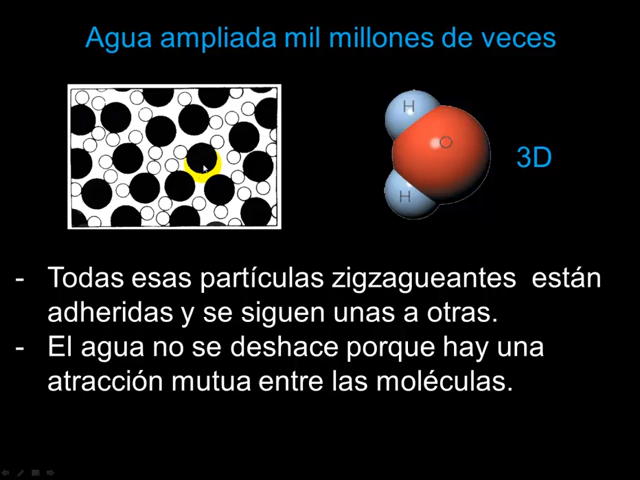 Agua ampliada mil millones de veces
H
O
H
3D
- Todas esas partículas zigzagueantes están
adheridas y se siguen unas a otras.
- El agua no se deshace porque hay una
atracción mutua entre las moléculas.